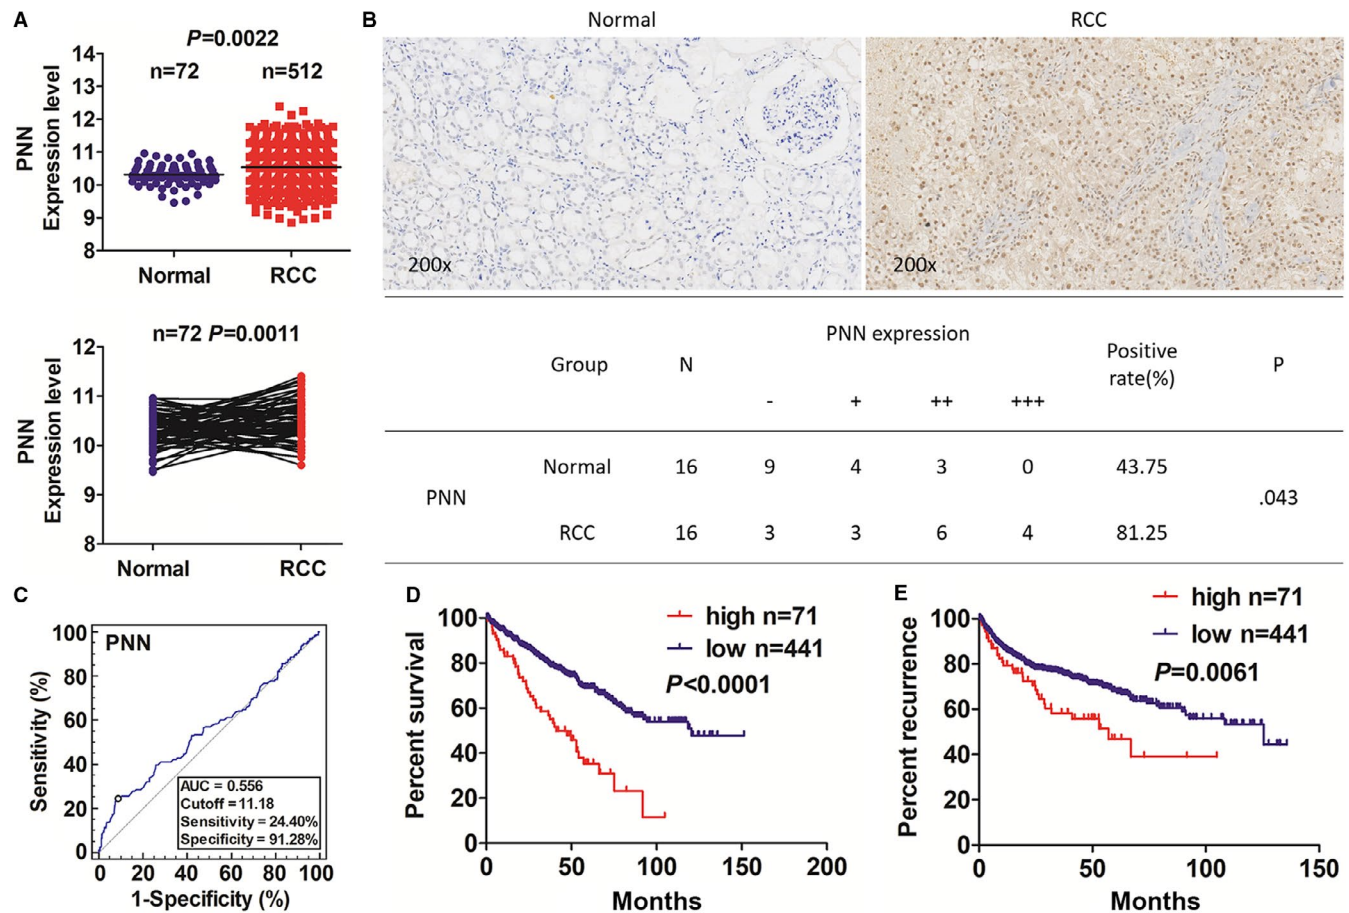 A
P=0.0022
n=72 n=512
PNN
Expression level
14
13
12
11
10
9
8
Normal RCC
n=72 P=0.0011
PNN
Expression level
12
11
10
9
8
Normal RCC
B
Normal RCC
200x 200x
Group N PNN expression Positive rate(%) P
- + ++ +++
PNN
Normal 16 9 4 3 0 43.75
.043
RCC 16 3 3 6 4 81.25
C
PNN
Sensitivity (%)
100
80
60
40
20
0
AUC = 0.556
Cutoff = 11.18
Sensitivity = 24.40%
Specificity = 91.28%
0 20 40 60 80 100
1-Specificity (%)
D
Percent survival
100
80
60
40
20
0
high n=71
low n=441
P<0.0001
0 50 100 150 200
Months
E
Percent recurrence
100
80
60
40
20
0
high n=71
low n=441
P=0.0061
0 50 100 150
Months